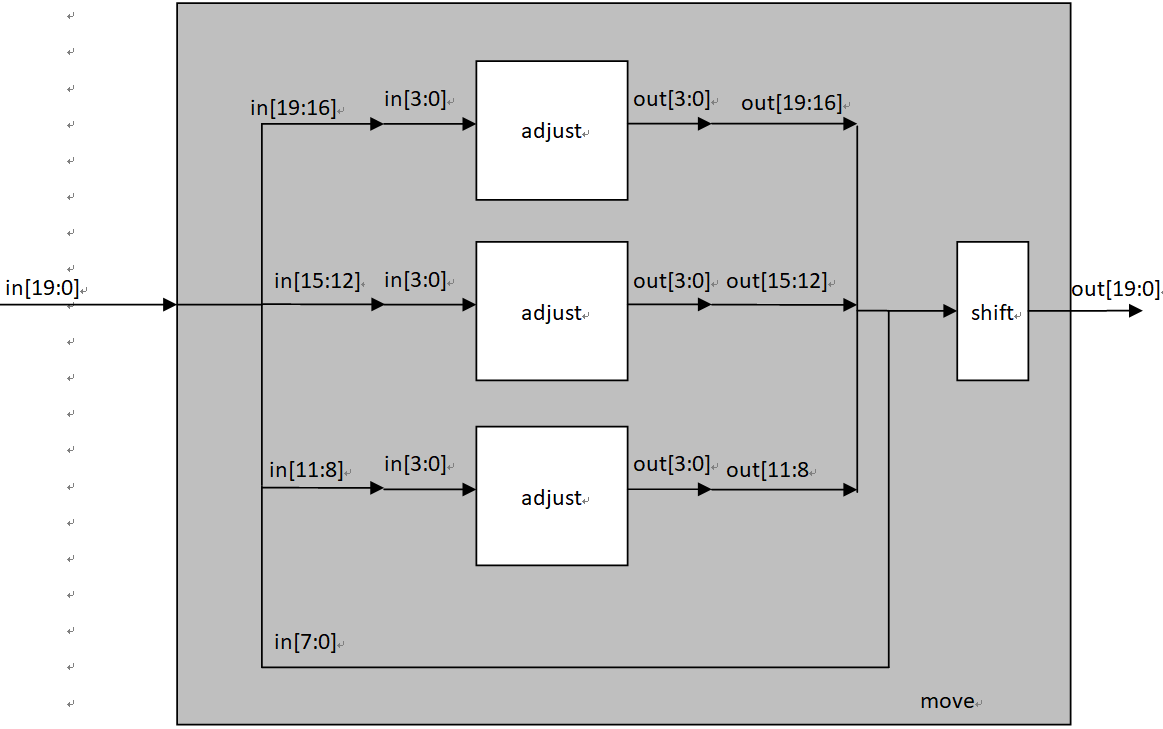 in[19:16]
in[3:0]
adjust
out[3:0]
out[19:16]
in[19:0]
in[15:12]
in[3:0]
adjust
out[3:0]
out[15:12]
shift
out[19:0]
in[11:8]
in[3:0]
adjust
out[3:0]
out[11:8
in[7:0]
move